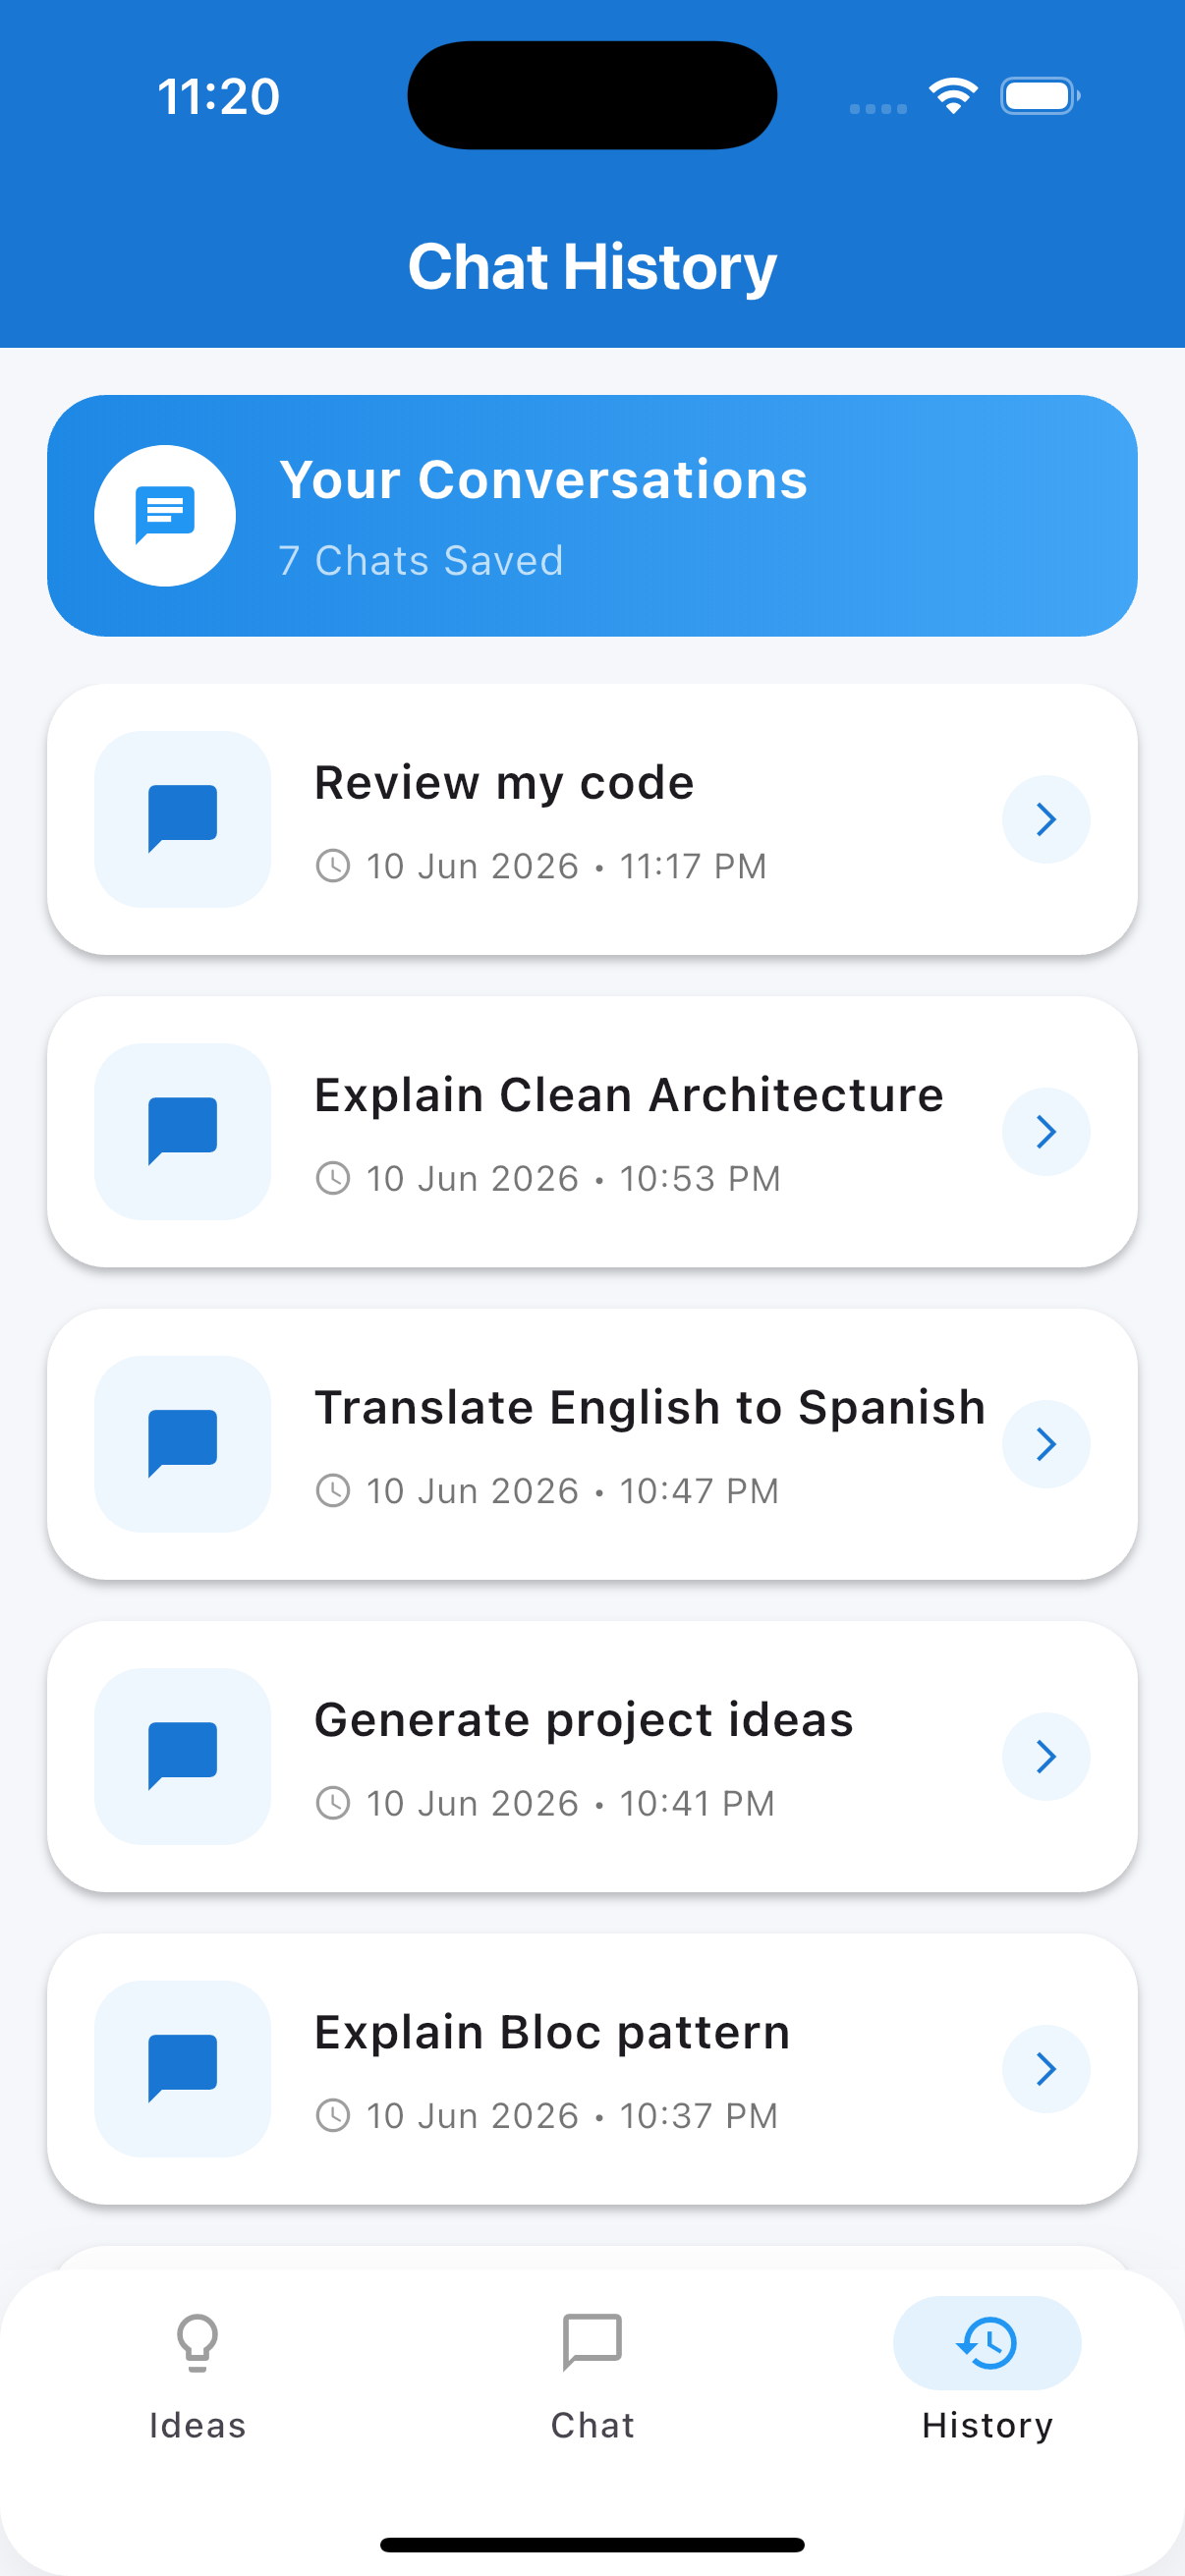 11:20
Chat History
Your Conversations
7 Chats Saved
Review my code
10 Jun 2026 • 11:17 PM
Explain Clean Architecture
10 Jun 2026 • 10:53 PM
Translate English to Spanish
10 Jun 2026 • 10:47 PM
Generate project ideas
10 Jun 2026 • 10:41 PM
Explain Bloc pattern
10 Jun 2026 • 10:37 PM
Ideas
Chat
History